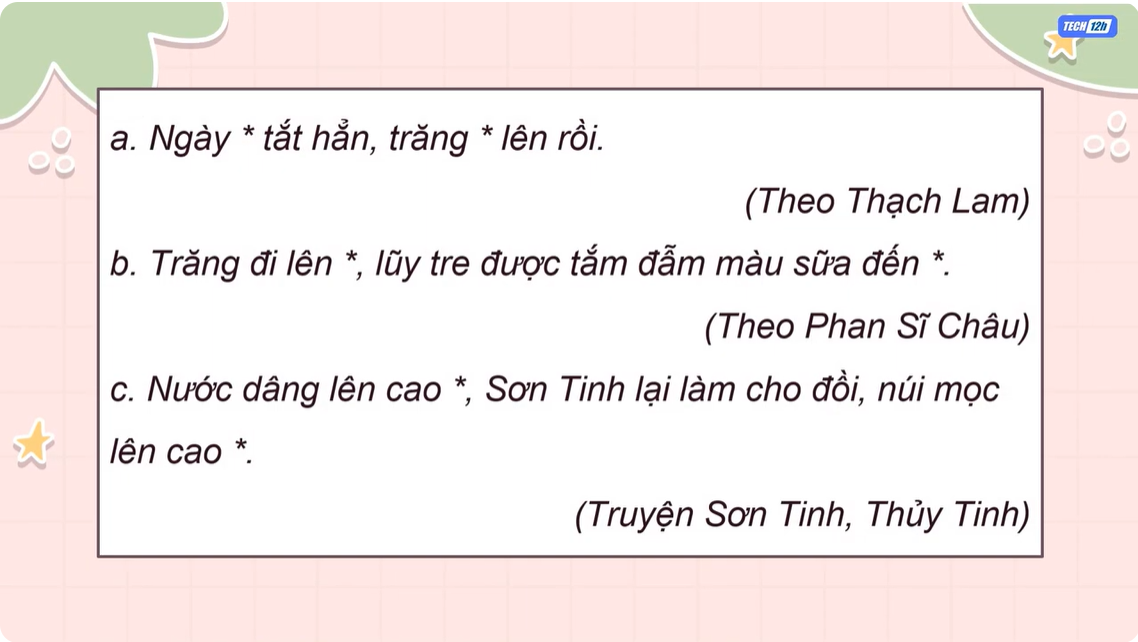 TECH 12h
a. Ngày * tắt hẳn, trăng * lên rồi.
(Theo Thạch Lam)
b. Trăng đi lên *, lũy tre được tắm đẫm màu sữa đến *.
(Theo Phan Sĩ Châu)
c. Nước dâng lên cao *, Sơn Tinh lại làm cho đồi, núi mọc
lên cao *.
(Truyện Sơn Tinh, Thủy Tinh)